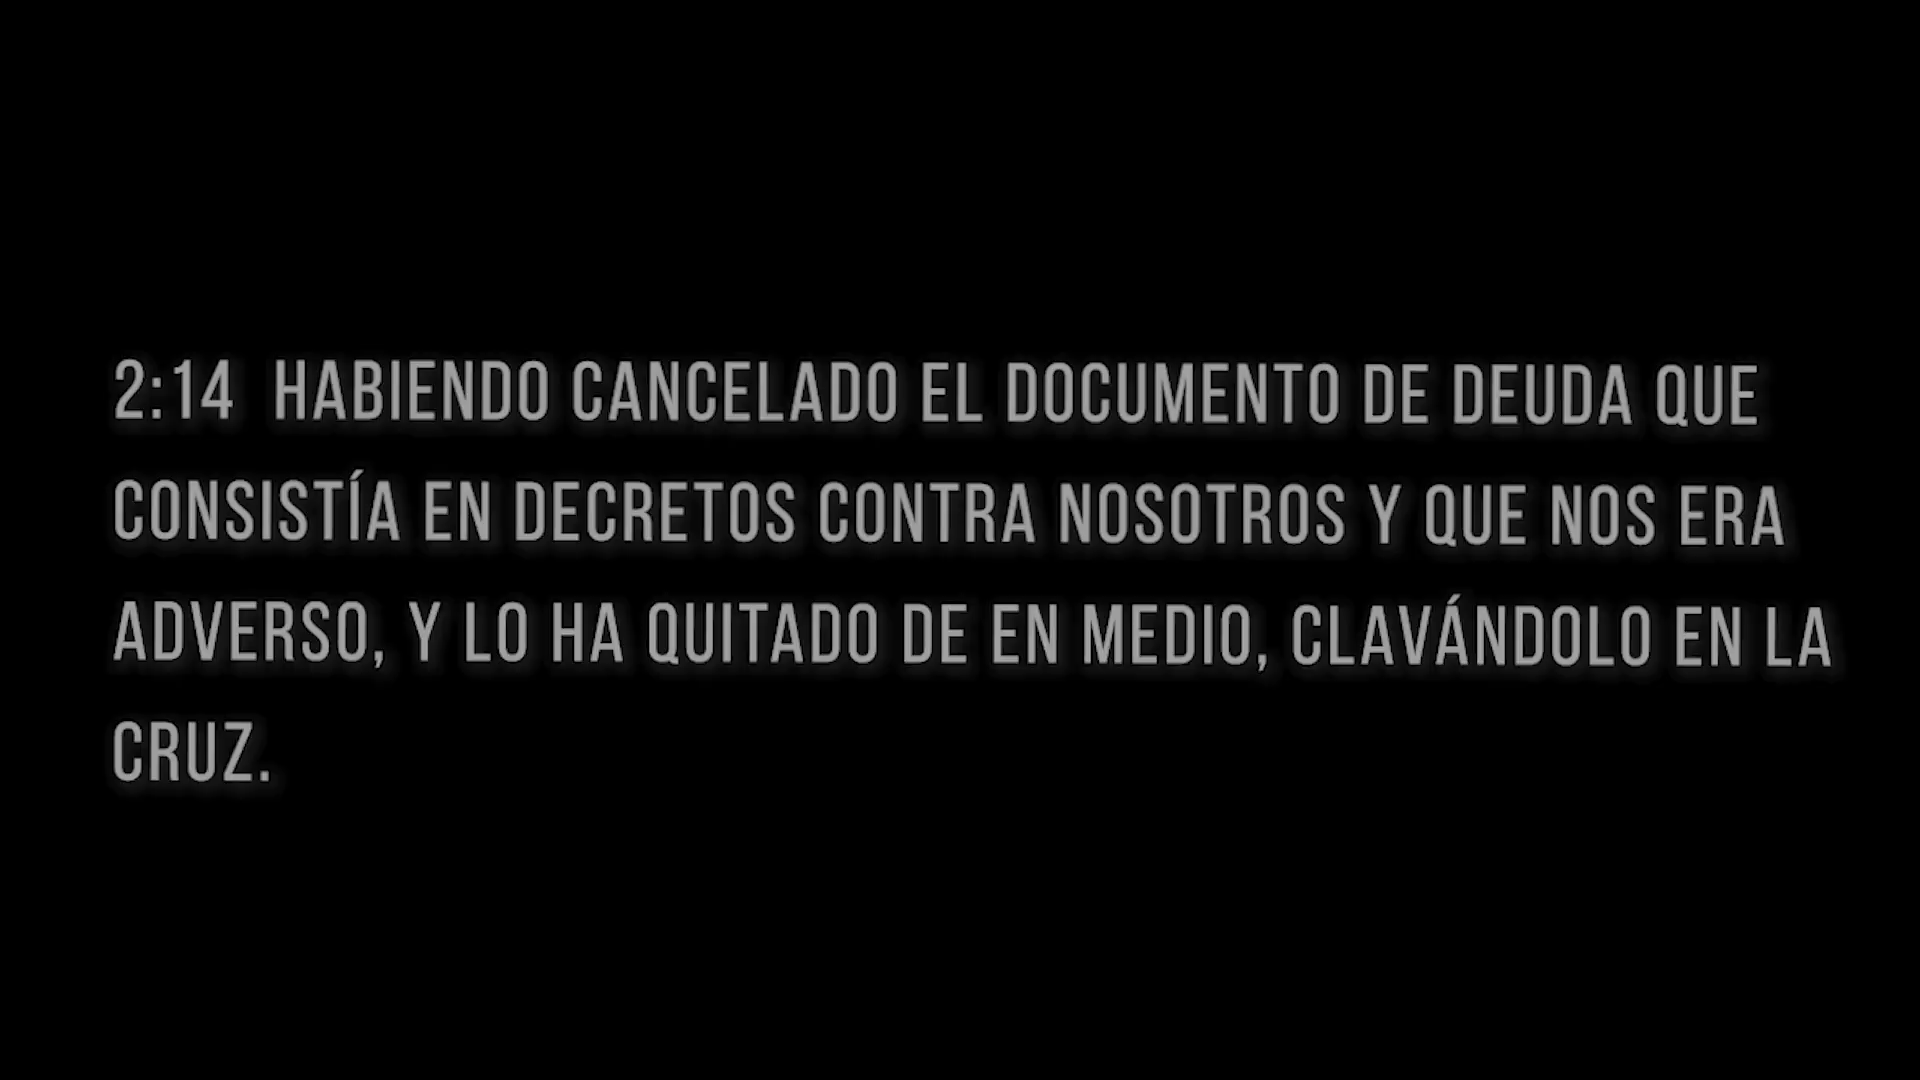 2:14 HABIENDO CANCELADO EL DOCUMENTO DE DEUDA QUE
CONSISTÍA EN DECRETOS CONTRA NOSOTROS Y QUE NOS ERA
ADVERSO, Y LO HA QUITADO DE EN MEDIO, CLAVÁNDOLO EN LA
CRUZ.